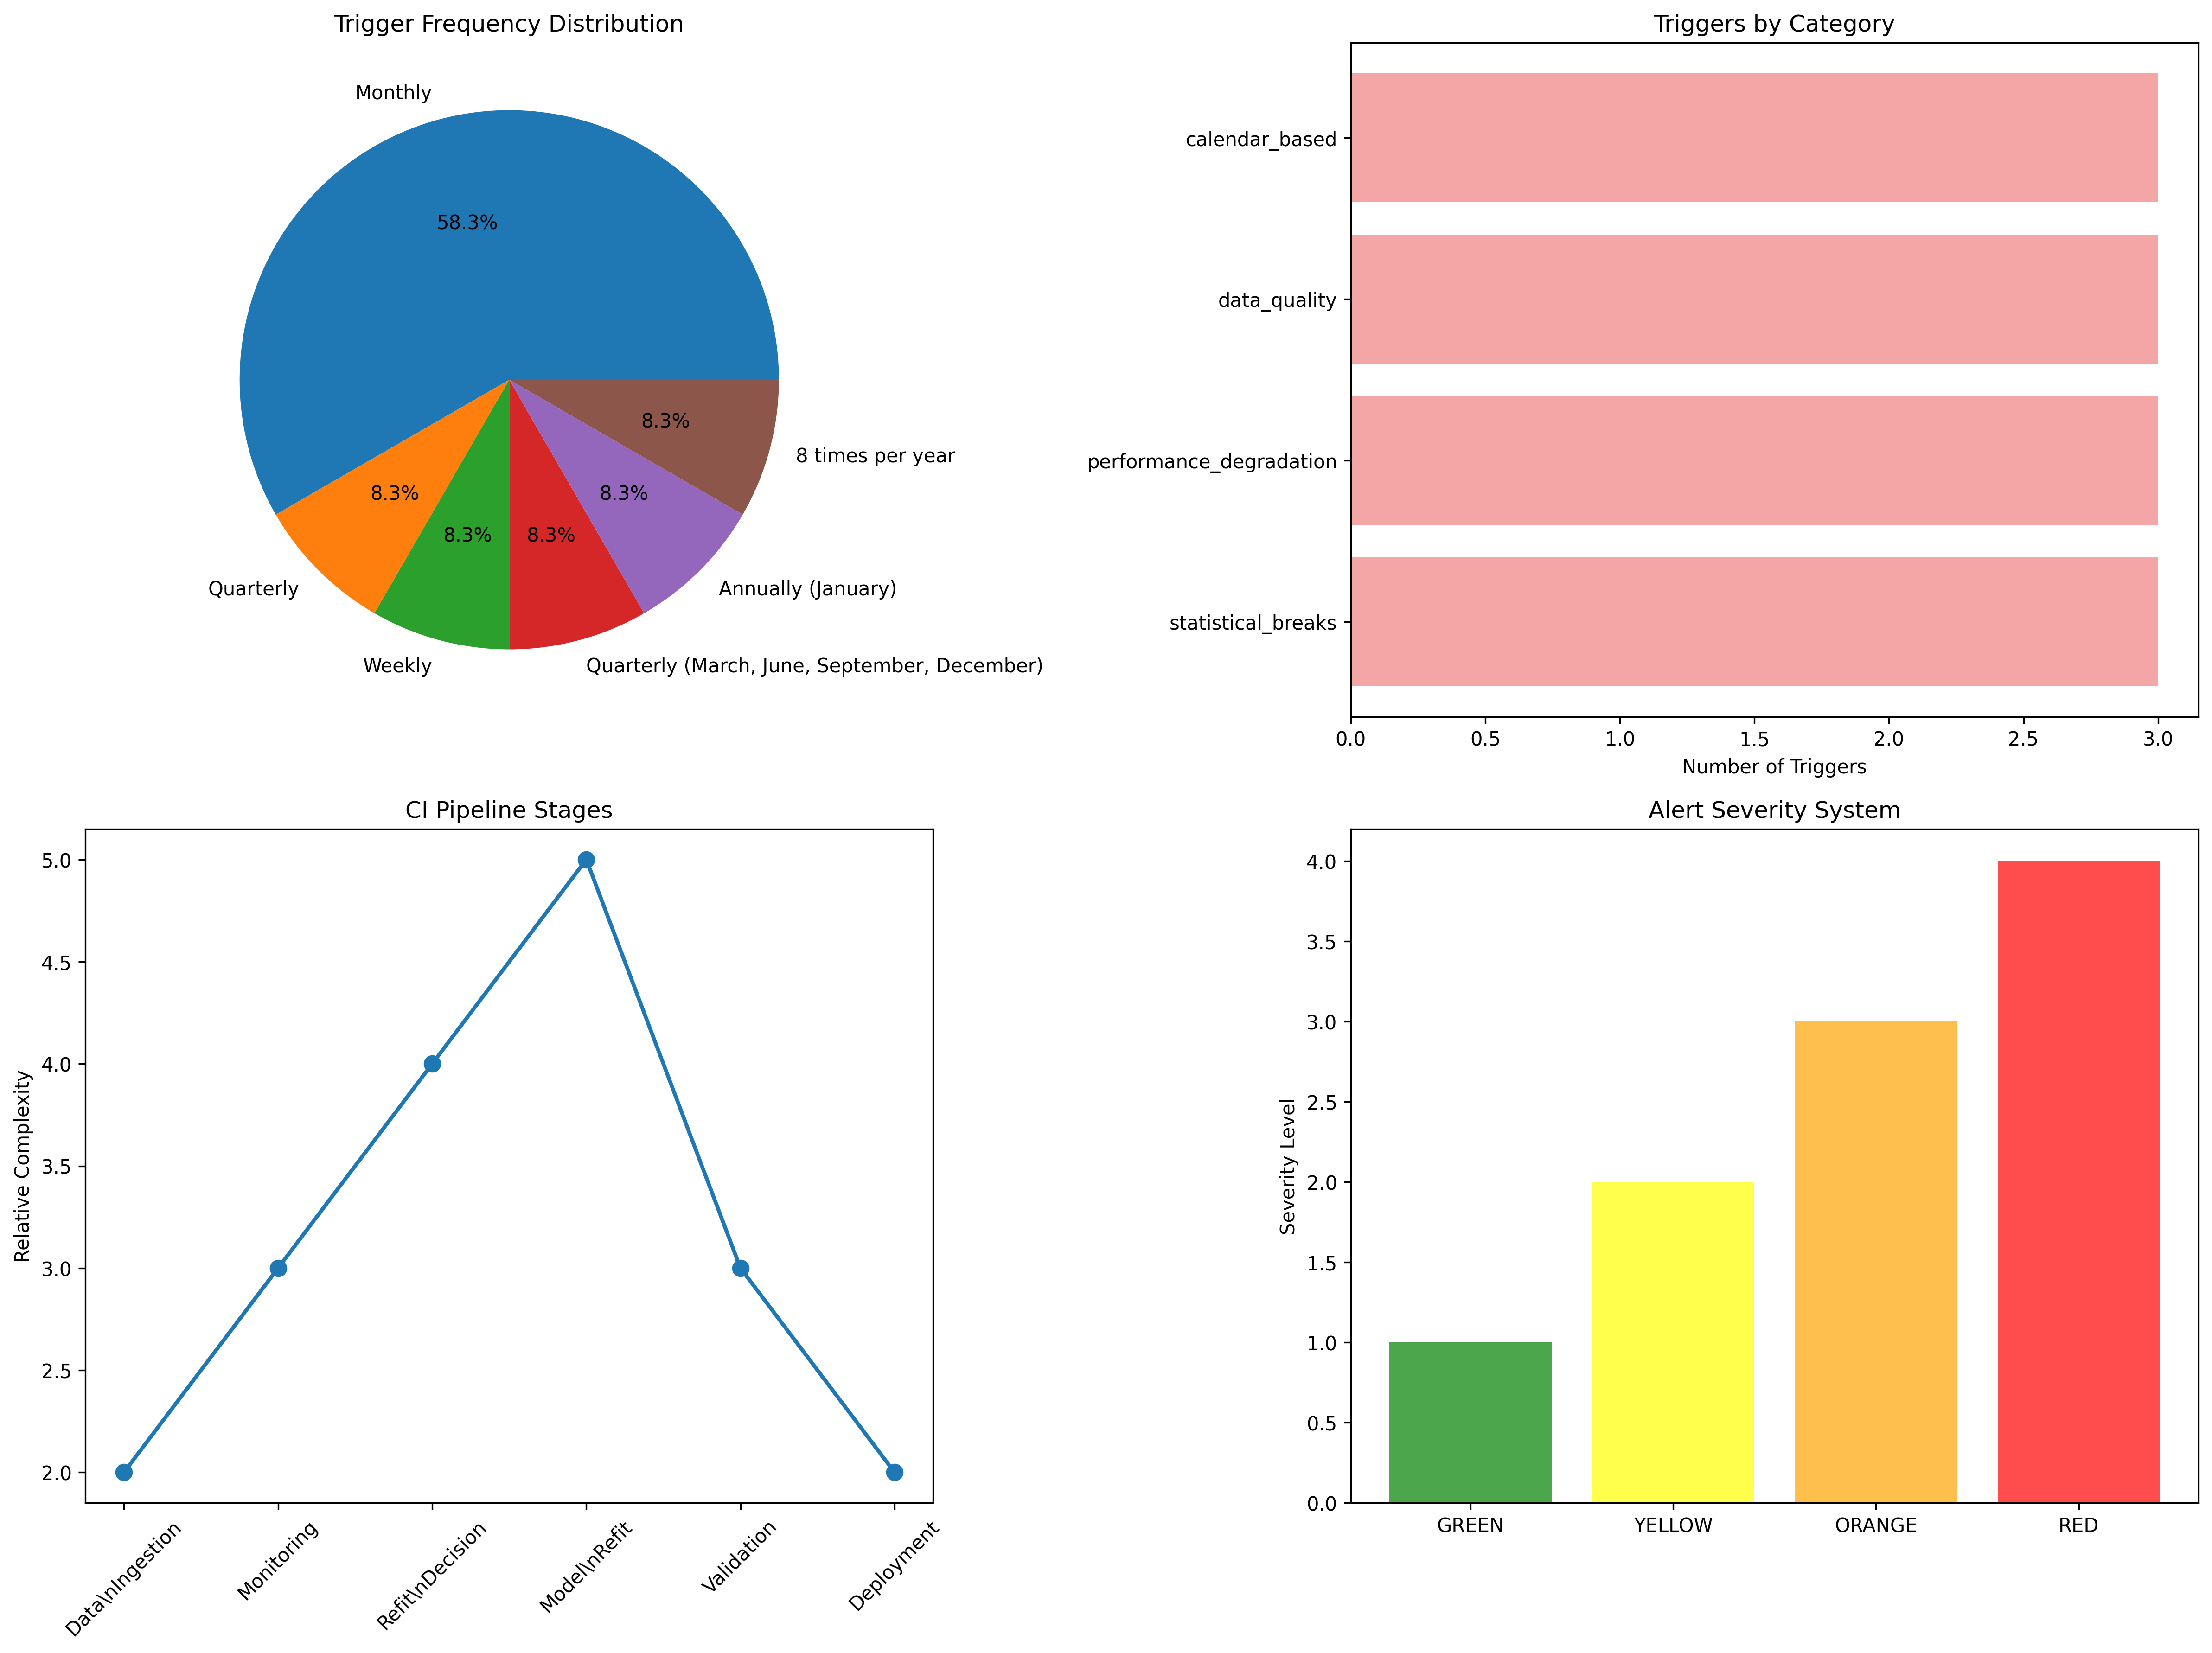 Trigger Frequency Distribution
Monthly
58.3%
8.3%
8 times per year
8.3%
8.3%
8.3%
8.3%
Quarterly
Annually (January)
Weekly
Quarterly (March, June, September, December)
Triggers by Category
calendar_based
data_quality
performance_degradation
statistical_breaks
0.0 0.5 1.0 1.5 2.0 2.5 3.0
Number of Triggers
CI Pipeline Stages
Relative Complexity
5.0
4.5
4.0
3.5
3.0
2.5
2.0
Data\nIngestion
Monitoring
Refit\nDecision
Model\nRefit
Validation
Deployment
Alert Severity System
Severity Level
4.0
3.5
3.0
2.5
2.0
1.5
1.0
0.5
0.0
GREEN YELLOW ORANGE RED